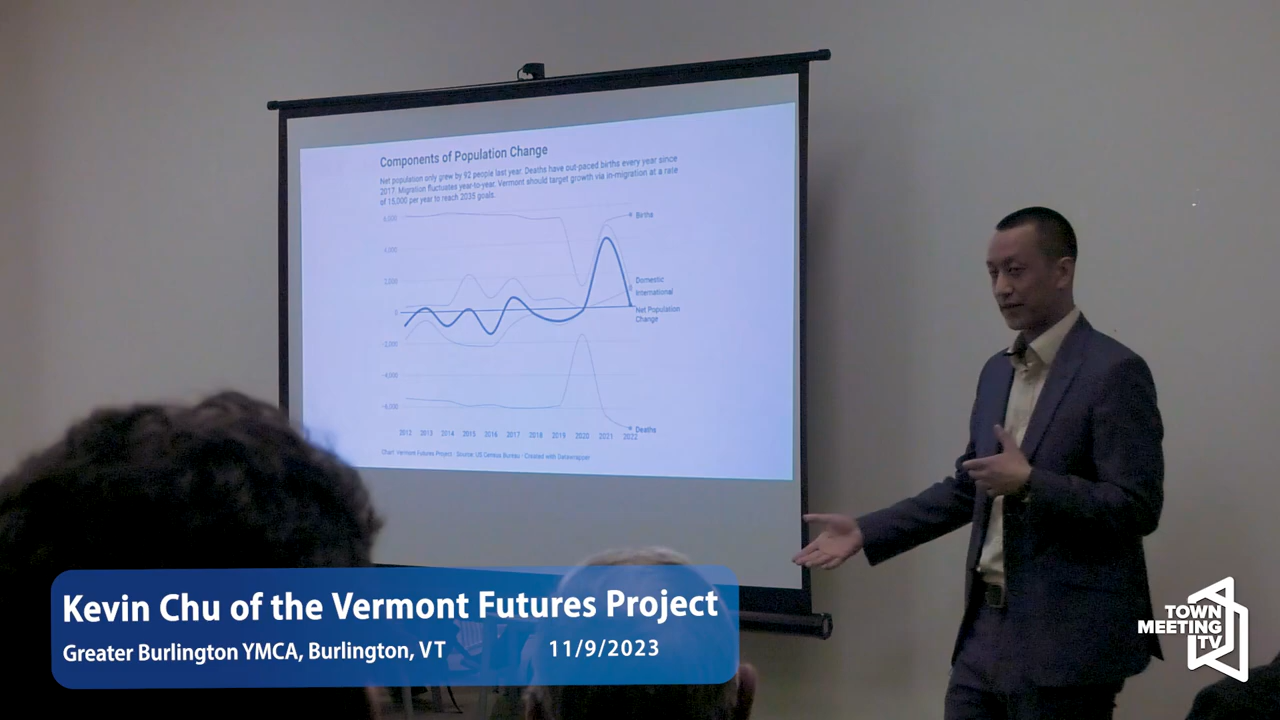 Components of Population Change
Net population only grew by 92 people last year. Deaths have out-paced births every year since
2017. Migration fluctuates year-to-year. Vermont should target growth via in-migration at a rate
of 15,000 per year to reach 2035 goals.
6,000
Births
4,000
2,000
Domestic
International
0
Net Population
Change
-2,000
-4,000
-6,000
Deaths
2012 2013 2014 2015 2016 2017 2018 2019 2020 2021 2022
Chart: Vermont Futures Project · Source: US Census Bureau · Created with Datawrapper
Kevin Chu of the Vermont Futures Project
Greater Burlington YMCA, Burlington, VT 11/9/2023
TOWN
MEETING
TV